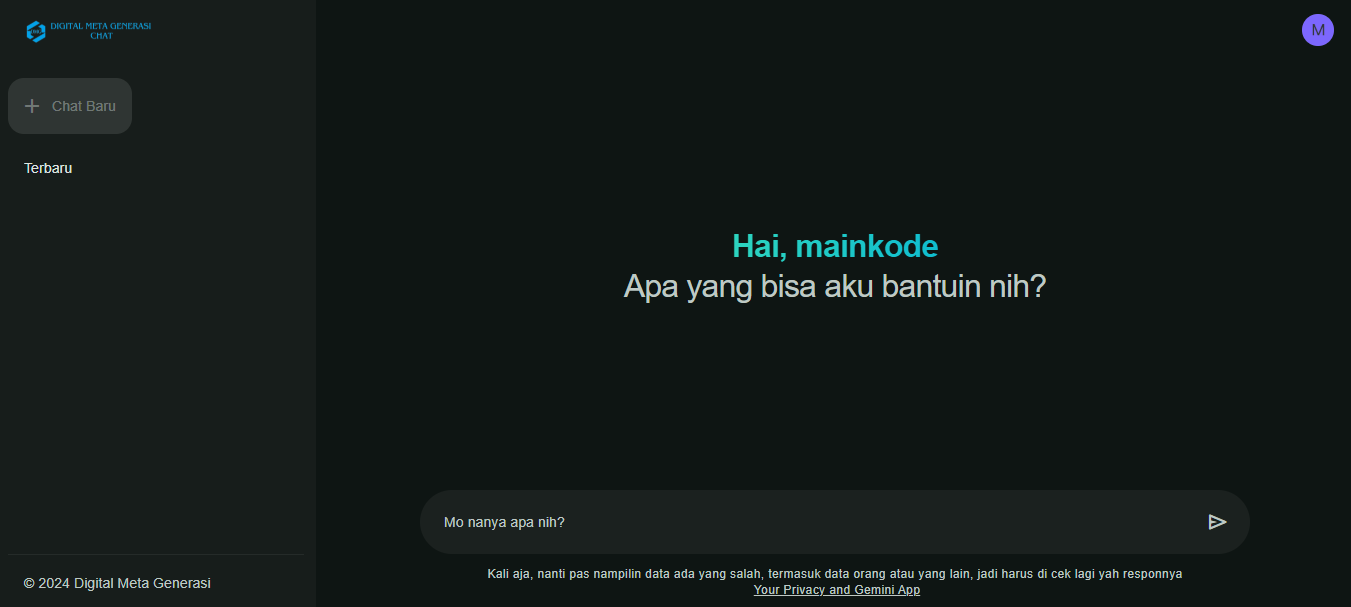 DIGITAL META GENERASI
CHAT
M
Chat Baru
Terbaru
Hai, mainkode
Apa yang bisa aku bantuin nih?
Mo nanya apa nih?
Kali aja, nanti pas nampilin data ada yang salah, termasuk data orang atau yang lain, jadi harus di cek lagi yah responnya
Your Privacy and Gemini App
© 2024 Digital Meta Generasi